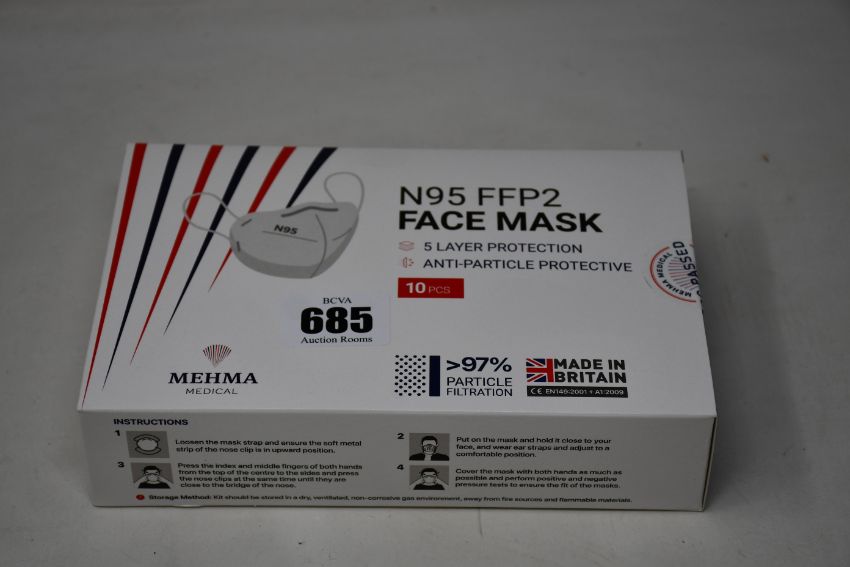 N95 FFP2
FACE MASK
5 LAYER PROTECTION
ANTI-PARTICLE PROTECTIVE
10 PCS
N95
MEHMA MEDICAL
PASSED
BCVA
685
Auction Rooms
MEHMA
MEDICAL
>97%
PARTICLE
FILTRATION
MADE IN
BRITAIN
CE EN149-2001 + A1:2009
INSTRUCTIONS
1
Loosen the mask strap and ensure the soft metal
strip of the nose clip is in upward position.
2
Put on the mask and hold it close to your
face, and wear ear straps and adjust to a
comfortable position.
3
Press the index and middle fingers of both hands
from the top of the centre to the sides and press
the nose clips at the same time until they are
close to the bridge of the nose.
4
Cover the mask with both hands as much as
possible and perform positive and negative
pressure tests to ensure the fit of the masks.
Storage Method: Kit should be stored in a dry, ventilated, non-corrosive gas environment, away from fire sources and flammable materials.